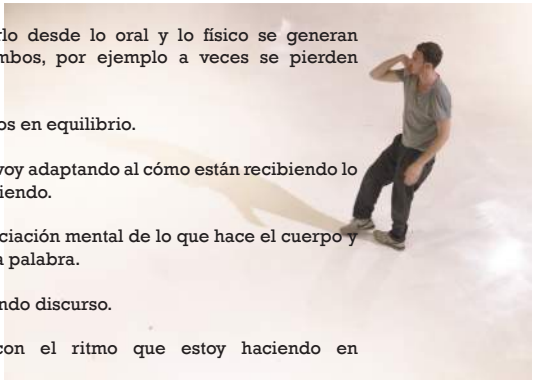 rlo desde lo oral y lo físico se generan
mbos, por ejemplo a veces se pierden
os en equilibrio.
voy adaptando al cómo están recibiendo lo
iendo.
ciación mental de lo que hace el cuerpo y
a palabra.
ndo discurso.
con el ritmo que estoy haciendo en